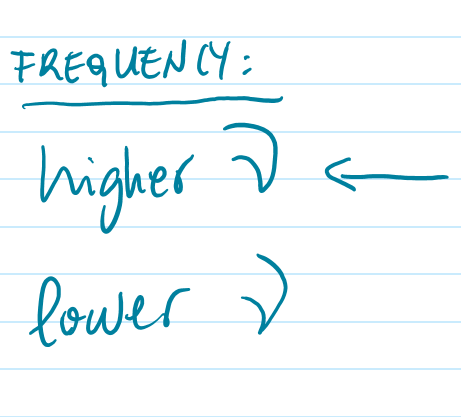 FREQUENCY:
higher ν ←
lower ν